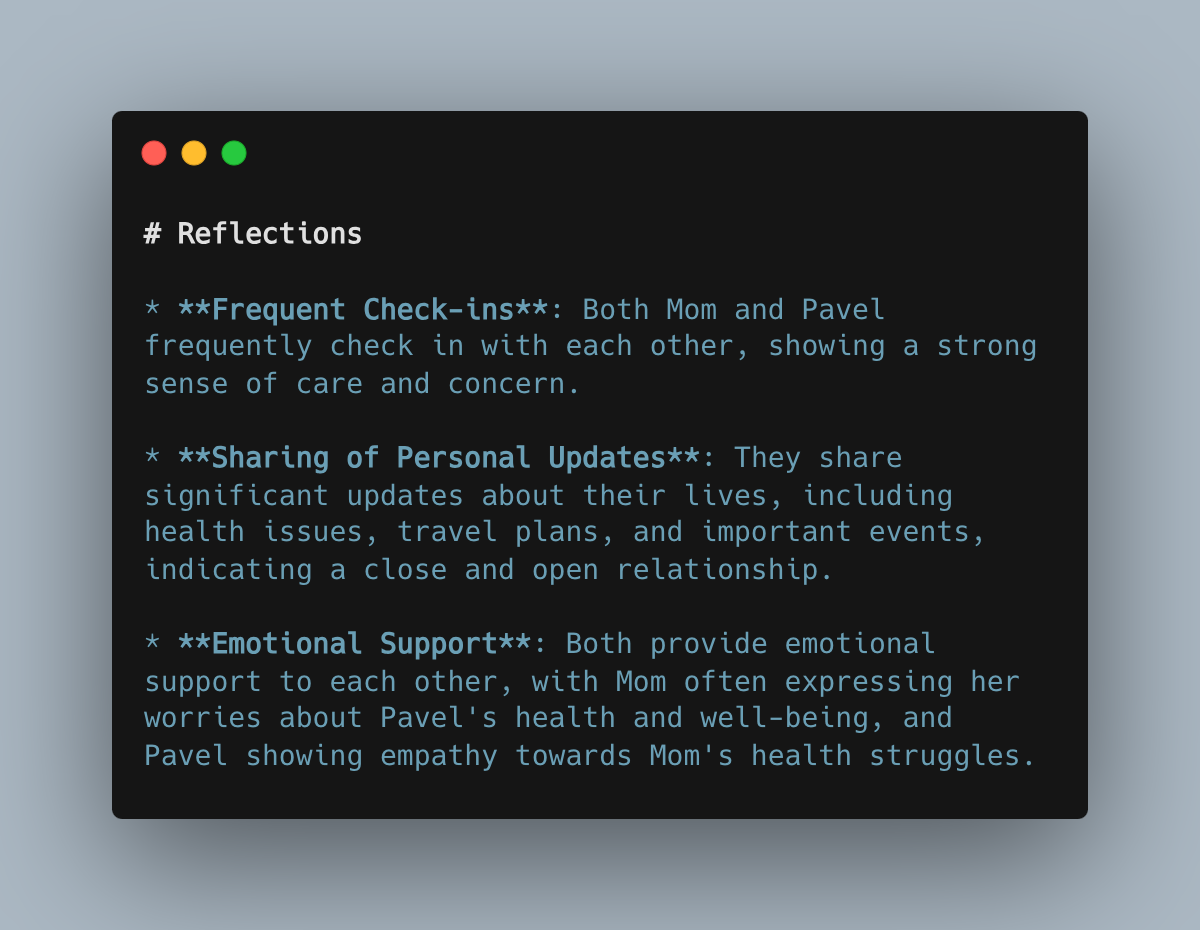 # Reflections
* **Frequent Check-ins**: Both Mom and Pavel
frequently check in with each other, showing a strong
sense of care and concern.
* **Sharing of Personal Updates**: They share
significant updates about their lives, including
health issues, travel plans, and important events,
indicating a close and open relationship.
* **Emotional Support**: Both provide emotional
support to each other, with Mom often expressing her
worries about Pavel's health and well-being, and
Pavel showing empathy towards Mom's health struggles.